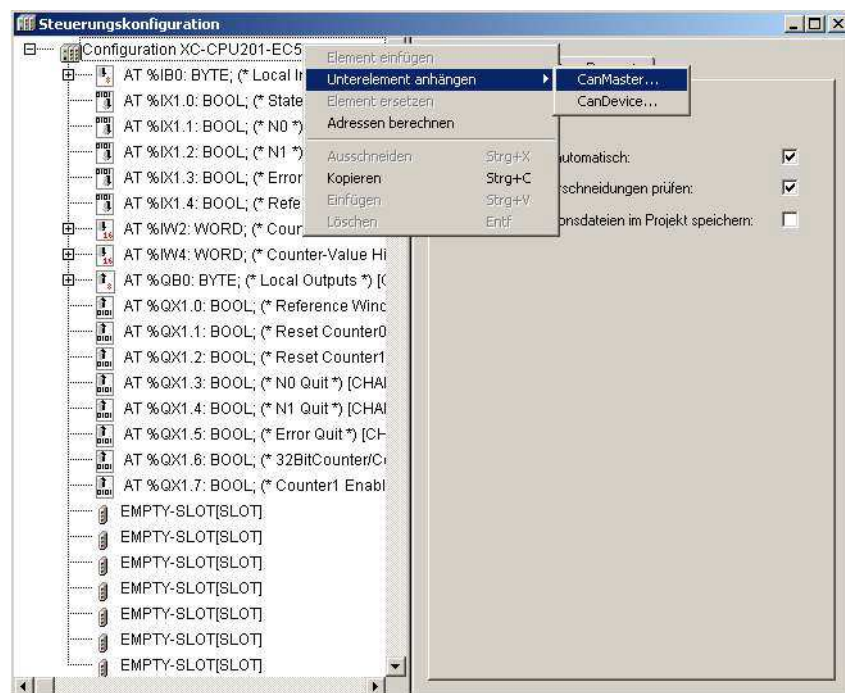 Steuerungskonfiguration
Configuration XC-CPU201-EC5
AT %IB0: BYTE; (* Local
AT %IX1.0: BOOL; (* State
AT %IX1.1: BOOL; (* N0 *)
AT %IX1.2: BOOL; (* N1 *)
AT %IX1.3: BOOL; (* Error
AT %IX1.4: BOOL; (* Refe
AT %IW2: WORD; (* Coun
AT %IW4: WORD; (* Counter-Value Hi
AT %QB0: BYTE; (* Local Outputs *) [C
AT %QX1.0: BOOL; (* Reference Winc
AT %QX1.1: BOOL; (* Reset Counter0
AT %QX1.2: BOOL; (* Reset Counter1
AT %QX1.3: BOOL; (* N0 Quit *) [CHAI
AT %QX1.4: BOOL; (* N1 Quit *) [CHAI
AT %QX1.5: BOOL; (* Error Quit *) [CH
AT %QX1.6: BOOL; (* 32BitCounter/C
AT %QX1.7: BOOL; (* Counter1 Enabl
EMPTY-SLOT[SLOT]
EMPTY-SLOT[SLOT]
EMPTY-SLOT[SLOT]
EMPTY-SLOT[SLOT]
EMPTY-SLOT[SLOT]
EMPTY-SLOT[SLOT]
EMPTY-SLOT[SLOT]
Element einfügen
Unterelement anhängen
Element ersetzen
Adressen berechnen
Ausschneiden Strg+X
Kopieren Strg+C
Einfügen Strg+V
Löschen Entf
CanMaster...
CanDevice...
utomatisch:
rschneidungen prüfen:
onsdateien im Projekt speichern: